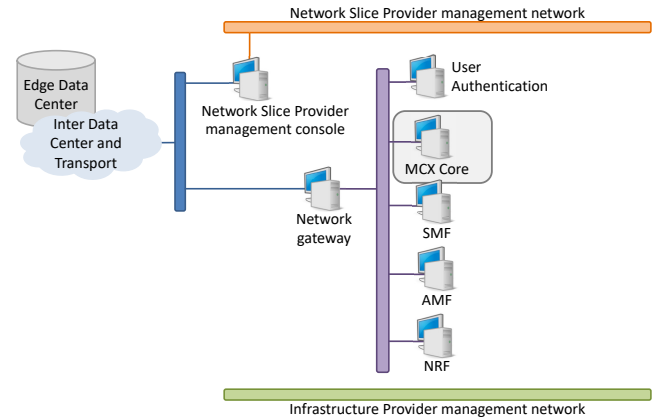 Network Slice Provider management network
Edge Data
Center
Inter Data
Center and
Transport
Network Slice Provider
management console
User
Authentication
MCX Core
Network
gateway
SMF
AMF
NRF
Infrastructure Provider management network